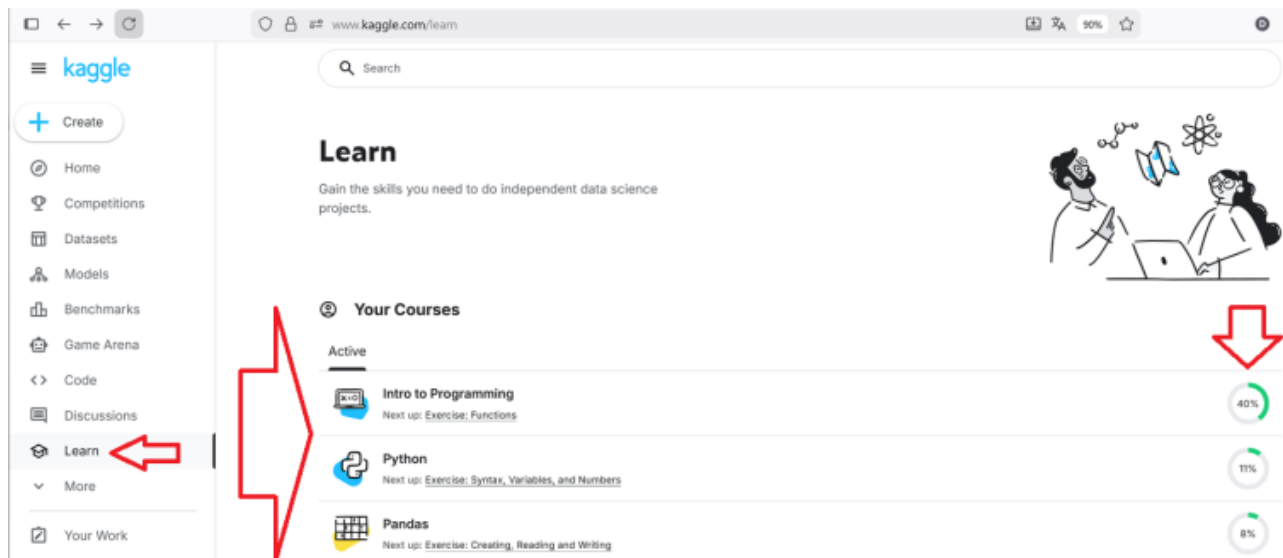 www.kaggle.com/learn
90%
kaggle
Search
Create
Home
Competitions
Datasets
Models
Benchmarks
Game Arena
Code
Discussions
Learn
More
Your Work
Learn
Gain the skills you need to do independent data science
projects.
Your Courses
Active
Intro to Programming
Next up: Exercise: Functions
40%
Python
Next up: Exercise: Syntax, Variables, and Numbers
11%
Pandas
Next up: Exercise: Creating, Reading and Writing
8%